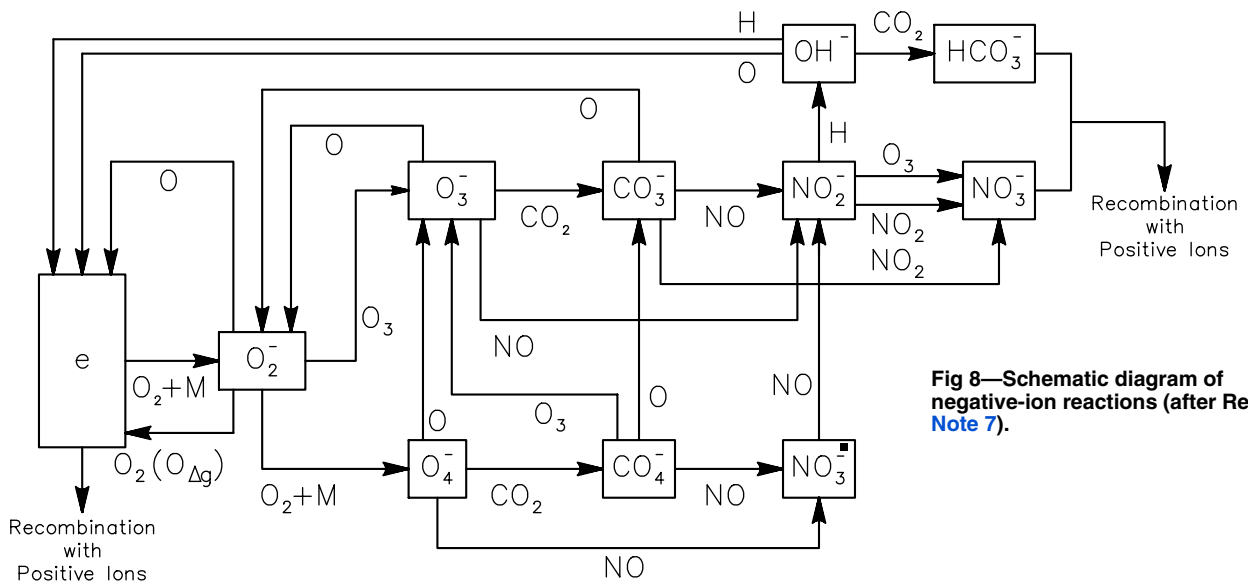 H
OH⁻
CO₂
HCO₃⁻
O
O
O
O
O₃⁻
CO₂
CO₃⁻
NO
NO₂⁻
H
O₃
NO₂
NO₂
NO₃⁻
Recombination
with
Positive Ions
e
O₂+M
O₂⁻
O₃
NO
O₂(O_Δg)
O₂+M
O
O₄⁻
CO₂
O₃
O
CO₄⁻
NO
NO
NO₃⁻▪
NO
Recombination
with
Positive Ions
Fig 8—Schematic diagram of
negative-ion reactions (after Re
Note 7).